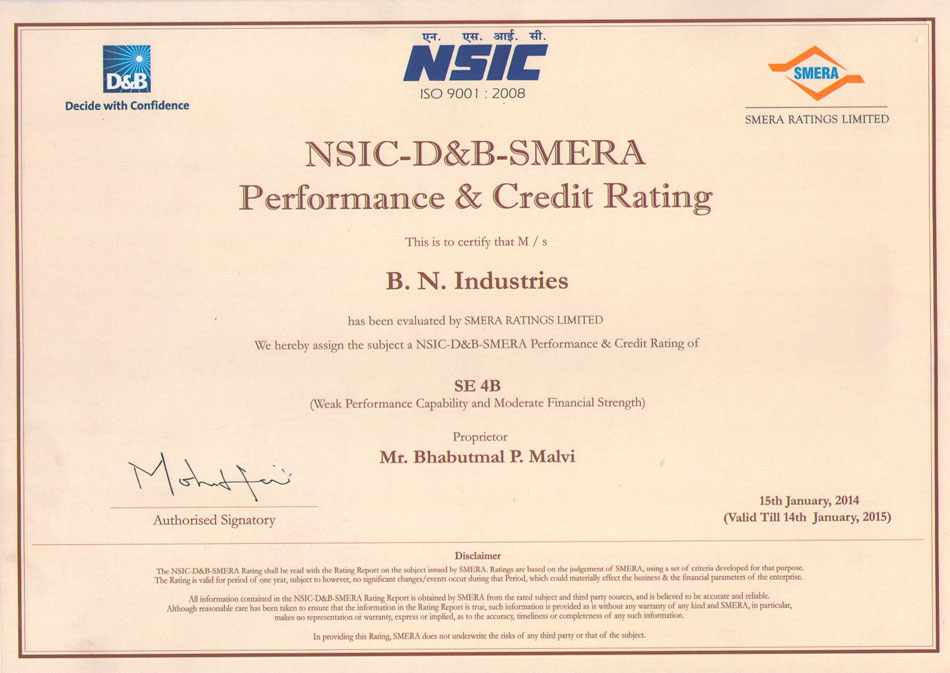 D&B
Decide with Confidence
एन. एस. आई. सी.
NSIC
ISO 9001 : 2008
SMERA
SMERA RATINGS LIMITED
NSIC-D&B-SMERA
Performance & Credit Rating
This is to certify that M / s
B. N. Industries
has been evaluated by SMERA RATINGS LIMITED
We hereby assign the subject a NSIC-D&B-SMERA Performance & Credit Rating of
SE 4B
(Weak Performance Capability and Moderate Financial Strength)
Proprietor
Mr. Bhabutmal P. Malvi
Authorised Signatory
15th January, 2014
(Valid Till 14th January, 2015)
Disclaimer
The NSIC-D&B-SMERA Rating shall be read with the Rating Report on the subject issued by SMERA. Ratings are based on the judgement of SMERA, using a set of criteria developed for that purpose.
The Rating is valid for period of one year, subject to however, no significant changes/events occur during that Period, which could materially effect the business & the financial parameters of the enterprise.
All information contained in the NSIC-D&B-SMERA Rating Report is obtained by SMERA from the rated subject and third party sources, and is believed to be accurate and reliable.
Although reasonable care has been taken to ensure that the information in the Rating Report is true, such information is provided as is without any warranty of any kind and SMERA, in particular,
makes no representation or warranty, express or implied, as to the accuracy, timeliness or completeness of any such information.
In providing this Rating, SMERA does not underwrite the risks of any third party or that of the subject.